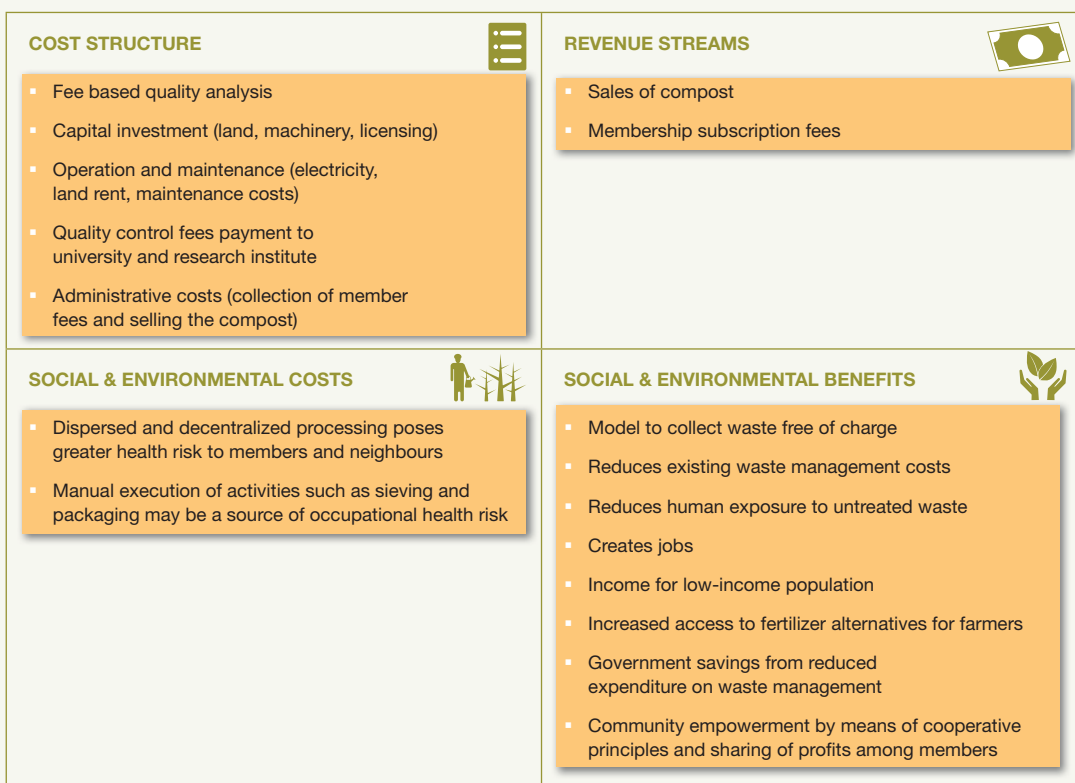 COST STRUCTURE
Fee based quality analysis
Capital investment (land, machinery, licensing)
Operation and maintenance (electricity,
land rent, maintenance costs)
Quality control fees payment to
university and research institute
Administrative costs (collection of member
fees and selling the compost)
REVENUE STREAMS
Sales of compost
Membership subscription fees
SOCIAL & ENVIRONMENTAL COSTS
Dispersed and decentralized processing poses
greater health risk to members and neighbours
Manual execution of activities such as sieving and
packaging may be a source of occupational health risk
SOCIAL & ENVIRONMENTAL BENEFITS
Model to collect waste free of charge
Reduces existing waste management costs
Reduces human exposure to untreated waste
Creates jobs
Income for low-income population
Increased access to fertilizer alternatives for farmers
Government savings from reduced
expenditure on waste management
Community empowerment by means of cooperative
principles and sharing of profits among members